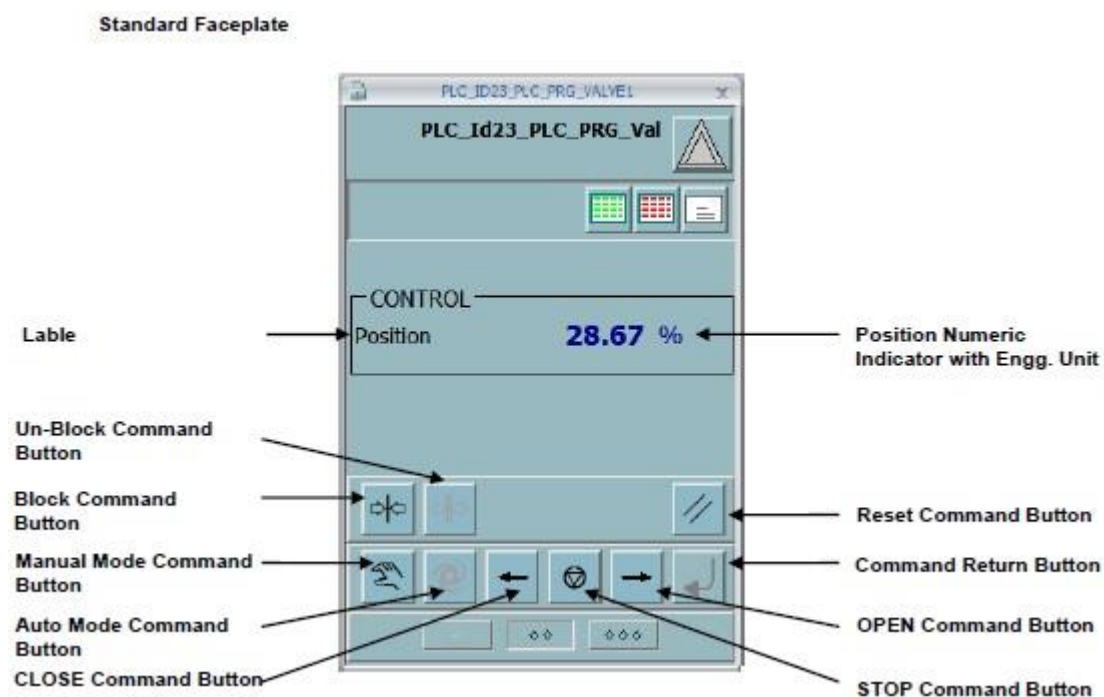 Standard Faceplate
PLC_ID23_PLC_PRG_VALVE1
PLC_Id23_PLC_PRG_Val
CONTROL
Lable
Position
28.67 %
Position Numeric
Indicator with Engg. Unit
Un-Block Command
Button
Block Command
Button
Reset Command Button
Manual Mode Command
Button
Command Return Button
Auto Mode Command
Button
OPEN Command Button
CLOSE Command Button
STOP Command Button